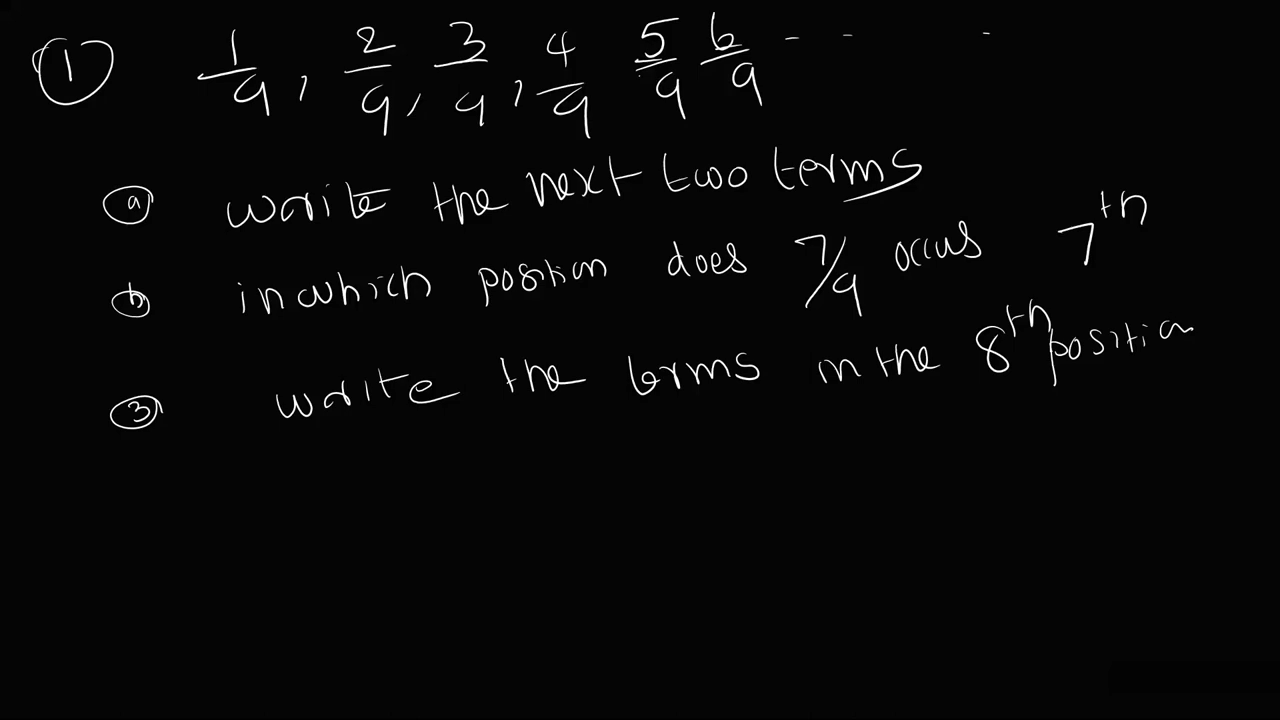 ① 1/9, 2/9, 3/9, 4/9 5/9 6/9 - - -
ⓐ write the next two terms
ⓑ in which position does 7/9 occus 7th
③ write the terms in the 8th position